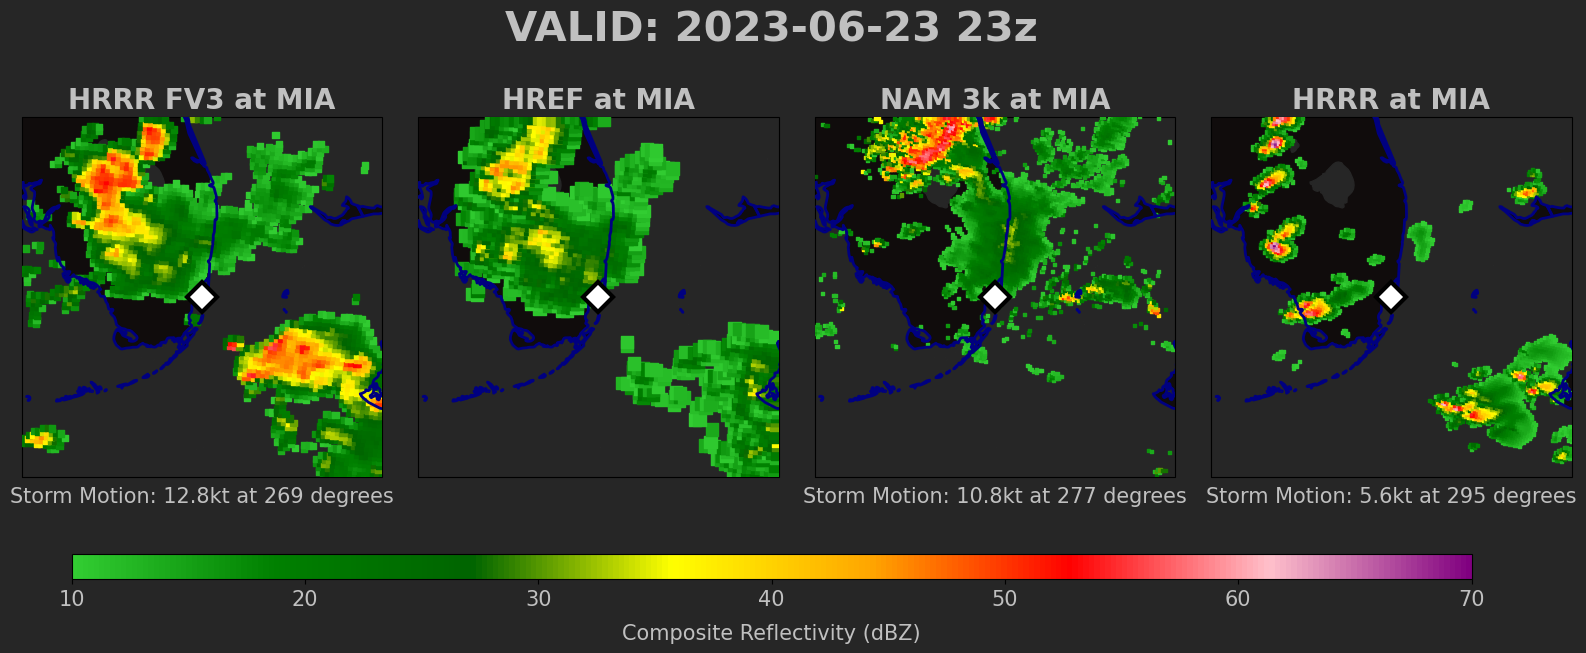 VALID: 2023-06-23 23z
HRRR FV3 at MIA
HREF at MIA
NAM 3k at MIA
HRRR at MIA
Storm Motion: 12.8kt at 269 degrees
Storm Motion: 10.8kt at 277 degrees
Storm Motion: 5.6kt at 295 degrees
10 20 30 40 50 60 70
Composite Reflectivity (dBZ)